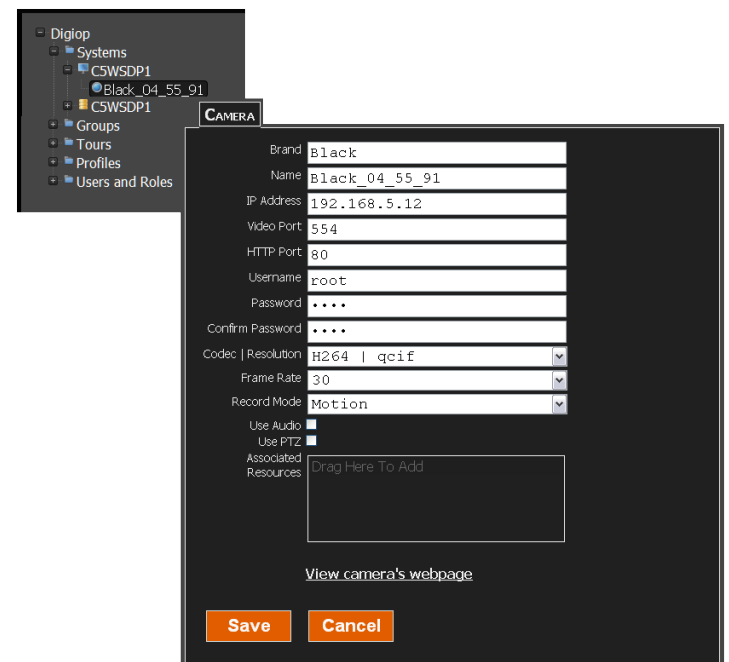 Digiop
Systems
C5WSDP1
Black_04_55_91
C5WSDP1
Groups
Tours
Profiles
Users and Roles
CAMERA
Brand Black
Name Black_04_55_91
IP Address 192.168.5.12
Video Port 554
HTTP Port 80
Username root
Password ••••
Confirm Password ••••
Codec | Resolution H264 | qcif
Frame Rate 30
Record Mode Motion
Use Audio
Use PTZ
Associated
Resources Drag Here To Add
View camera's webpage
Save Cancel